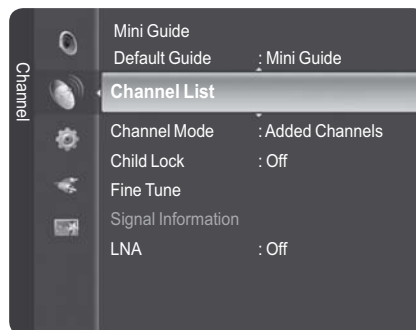 Channel
Mini Guide
Default Guide : Mini Guide
Channel List
Channel Mode : Added Channels
Child Lock : Off
Fine Tune
Signal Information
LNA : Off